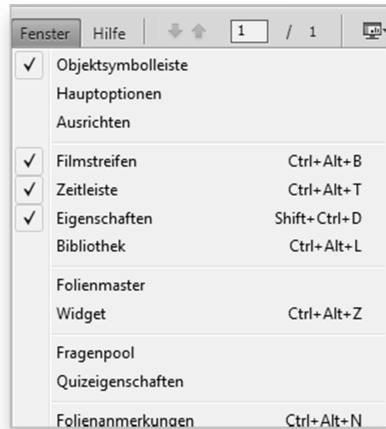 Fenster Hilfe 1 / 1
Objektsymbolleiste
Hauptoptionen
Ausrichten
Filmstreifen Ctrl+Alt+B
Zeitleiste Ctrl+Alt+T
Eigenschaften Shift+Ctrl+D
Bibliothek Ctrl+Alt+L
Folienmaster
Widget Ctrl+Alt+Z
Fragenpool
Quizeigenschaften
Folienanmerkungen Ctrl+Alt+N